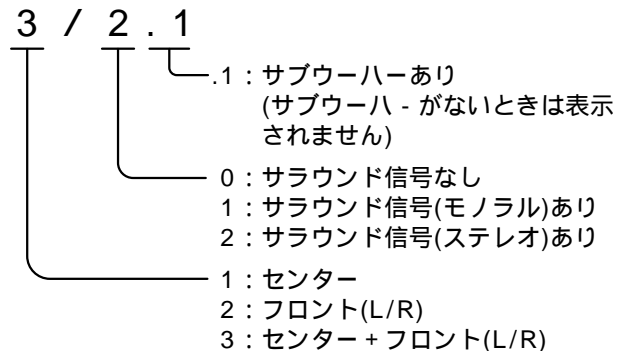 3 / 2 . 1
.1 : サブウーハーあり
(サブウーハ - がないときは表示
されません)
0 : サラウンド信号なし
1 : サラウンド信号(モノラル)あり
2 : サラウンド信号(ステレオ)あり
1 : センター
2 : フロント(L/R)
3 : センター + フロント(L/R)